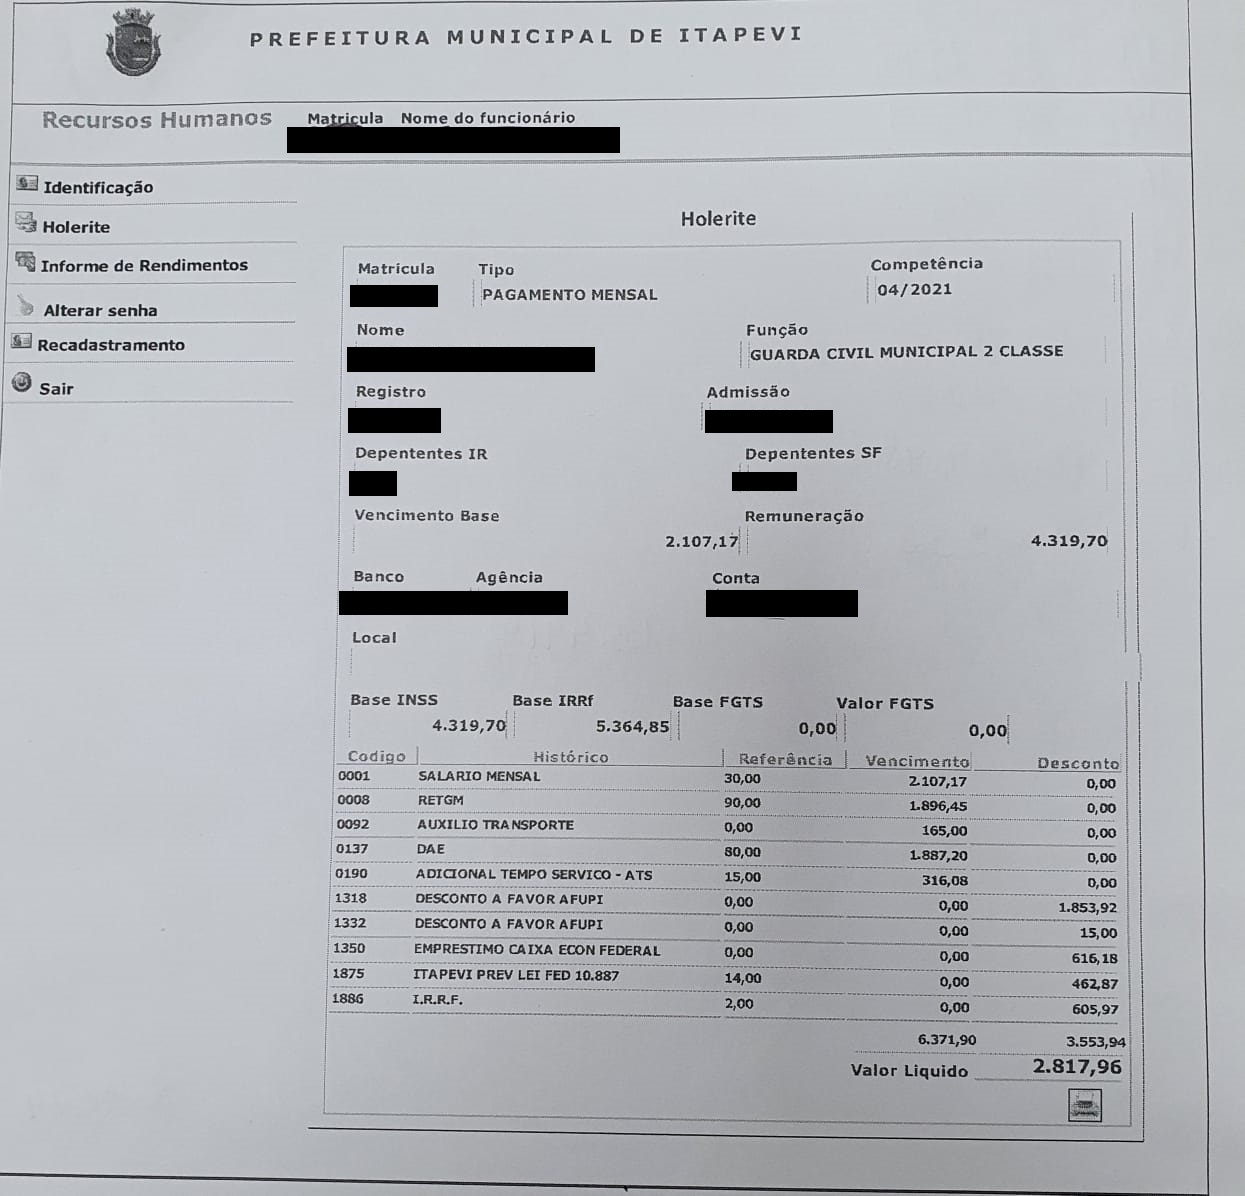 PREFEITURA MUNICIPAL DE ITAPEVI
Recursos Humanos
Matricula Nome do funcionário
Identificação
Holerite
Informe de Rendimentos
Alterar senha
Recadastramento
Sair
Holerite
Matricula Tipo Competência
PAGAMENTO MENSAL 04/2021
Nome Função
GUARDA CIVIL MUNICIPAL 2 CLASSE
Registro Admissão
Depententes IR Depententes SF
Vencimento Base Remuneração
2.107,17 4.319,70
Banco Agência Conta
Local
Base INSS Base IRRf Base FGTS Valor FGTS
4.319,70 5.364,85 0,00 0,00
Codigo Histórico Referência Vencimento Desconto
0001 SALARIO MENSAL 30,00 2.107,17 0,00
0008 RETGM 90,00 1.896,45 0,00
0092 AUXILIO TRANSPORTE 0,00 165,00 0,00
0137 DAE 80,00 1.887,20 0,00
0190 ADICIONAL TEMPO SERVICO - ATS 15,00 316,08 0,00
1318 DESCONTO A FAVOR AFUPI 0,00 0,00 1.853,92
1332 DESCONTO A FAVOR AFUPI 0,00 0,00 15,00
1350 EMPRESTIMO CAIXA ECON FEDERAL 0,00 0,00 616,18
1875 ITAPEVI PREV LEI FED 10.887 14,00 0,00 462,87
1886 I.R.R.F. 2,00 0,00 605,97
6.371,90 3.553,94
Valor Liquido 2.817,96